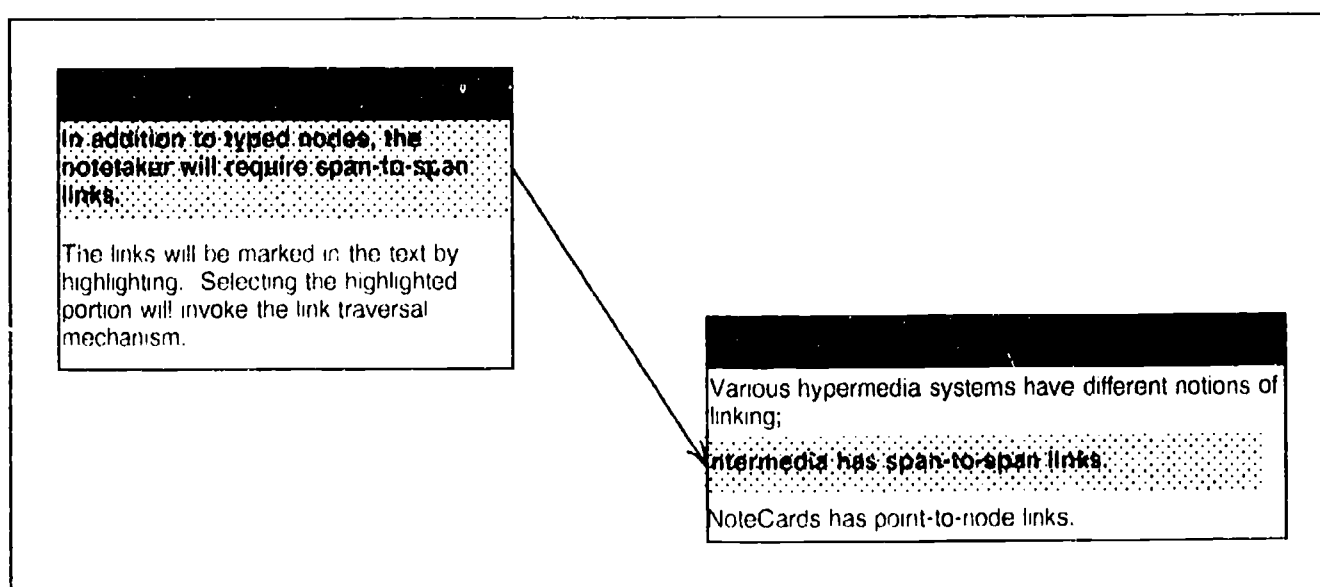 In addition to typed nodes, the
notetaker will require span-to-span
links.
The links will be marked in the text by
highlighting. Selecting the highlighted
portion will invoke the link traversal
mechanism.
Various hypermedia systems have different notions of
linking;
ntermedia has span-to-span links.
NoteCards has point-to-node links.